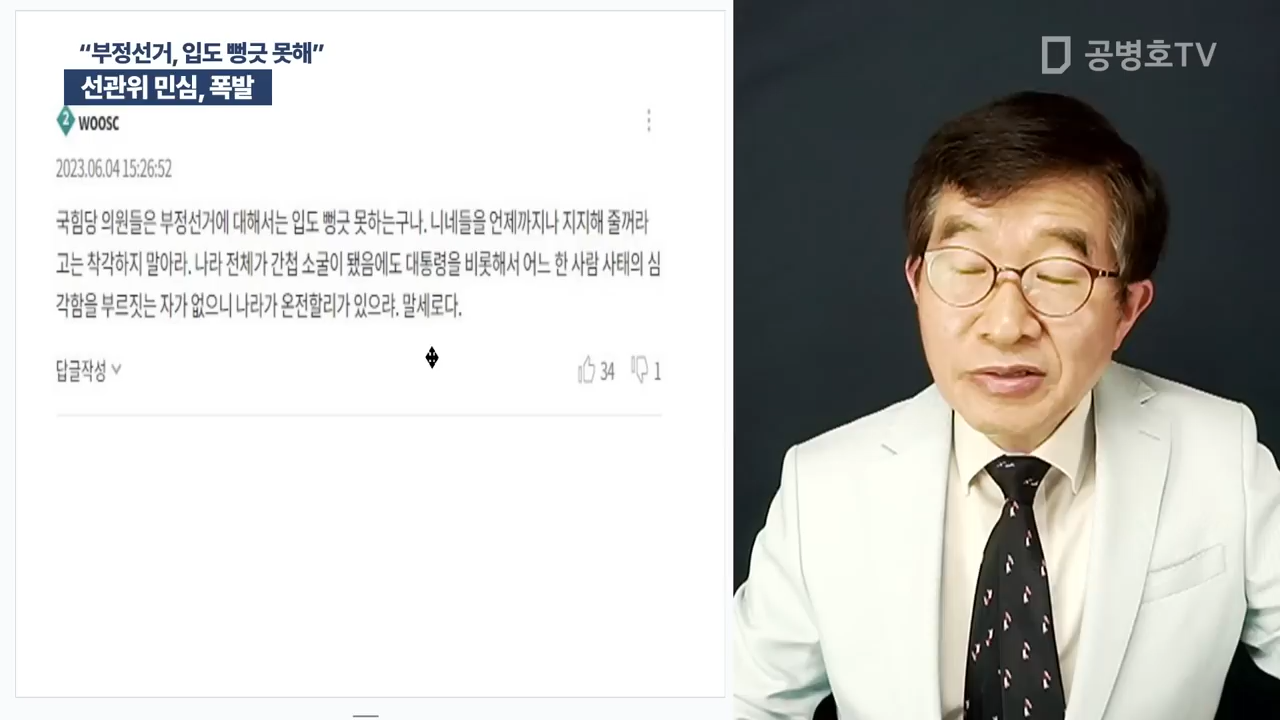 “부정선거, 입도 뻥긋 못해”
선관위 민심, 폭발
공병호TV
2 woosc
2023.06.04 15:26:52
국힘당 의원들은 부정선거에 대해서는 입도 뻥긋 못하는구나. 니네들을 언제까지나 지지해 줄꺼라
고는 착각하지 말아라. 나라 전체가 간첩 소굴이 됐음에도 대통령을 비롯해서 어느 한 사람 사태의 심
각함을 부르짓는 자가 없으니 나라가 온전할리가 있으랴. 말세로다.
답글작성
34 1